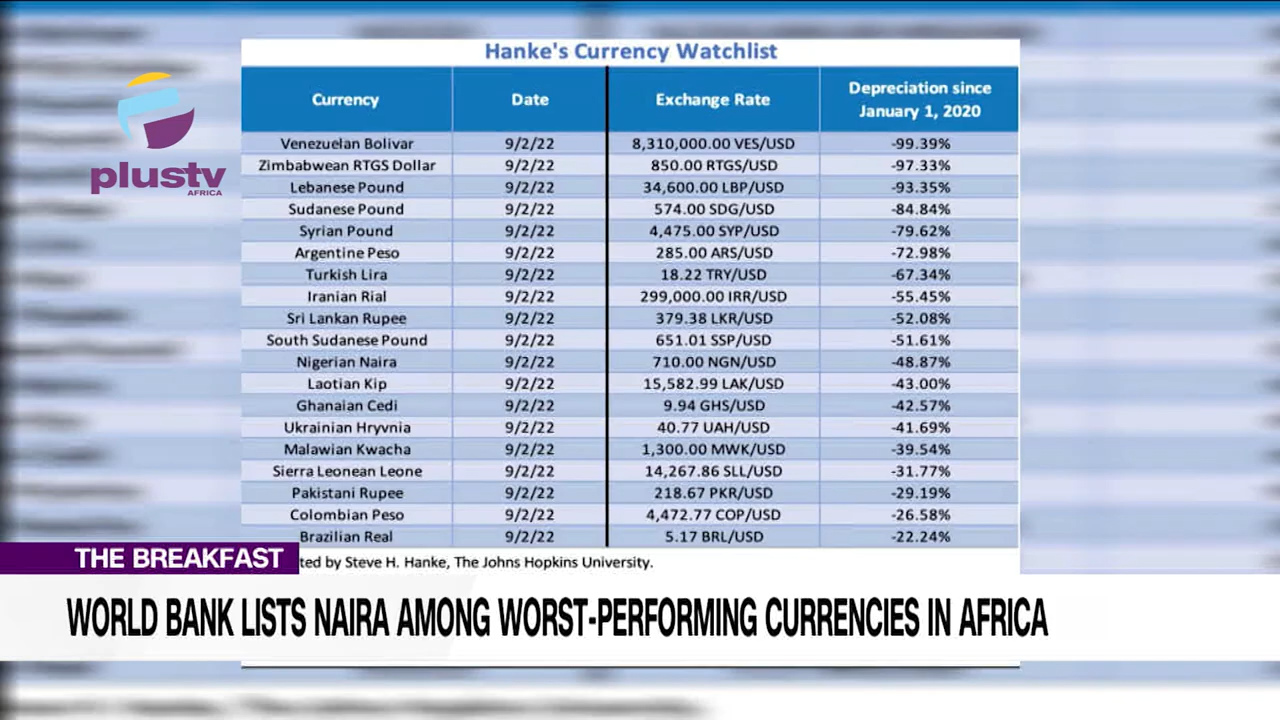 Hanke's Currency Watchlist
Currency Date Exchange Rate Depreciation since January 1, 2020
Venezuelan Bolivar 9/2/22 8,310,000.00 VES/USD -99.39%
Zimbabwean RTGS Dollar 9/2/22 850.00 RTGS/USD -97.33%
Lebanese Pound 9/2/22 34,600.00 LBP/USD -93.35%
Sudanese Pound 9/2/22 574.00 SDG/USD -84.84%
Syrian Pound 9/2/22 4,475.00 SYP/USD -79.62%
Argentine Peso 9/2/22 285.00 ARS/USD -72.98%
Turkish Lira 9/2/22 18.22 TRY/USD -67.34%
Iranian Rial 9/2/22 299,000.00 IRR/USD -55.45%
Sri Lankan Rupee 9/2/22 379.38 LKR/USD -52.08%
South Sudanese Pound 9/2/22 651.01 SSP/USD -51.61%
Nigerian Naira 9/2/22 710.00 NGN/USD -48.87%
Laotian Kip 9/2/22 15,582.99 LAK/USD -43.00%
Ghanaian Cedi 9/2/22 9.94 GHS/USD -42.57%
Ukrainian Hryvnia 9/2/22 40.77 UAH/USD -41.69%
Malawian Kwacha 9/2/22 1,300.00 MWK/USD -39.54%
Sierra Leonean Leone 9/2/22 14,267.86 SLL/USD -31.77%
Pakistani Rupee 9/2/22 218.67 PKR/USD -29.19%
Colombian Peso 9/2/22 4,472.77 COP/USD -26.58%
Brazilian Real 9/2/22 5.17 BRL/USD -22.24%
by Steve H. Hanke, The Johns Hopkins University.
plustv
AFRICA
THE BREAKFAST
WORLD BANK LISTS NAIRA AMONG WORST-PERFORMING CURRENCIES IN AFRICA